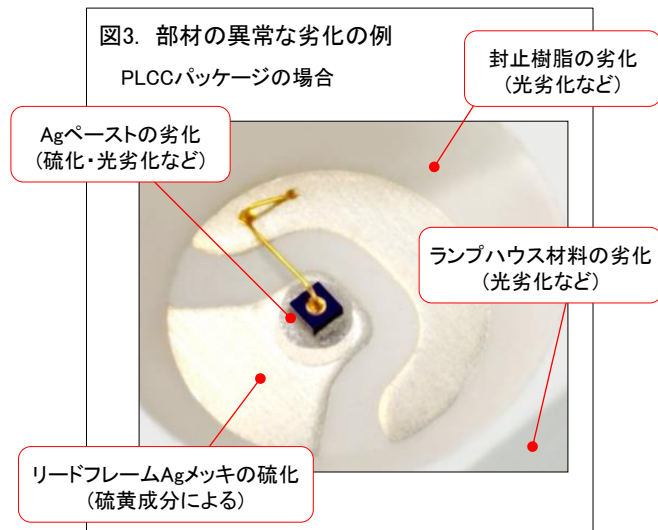 図3. 部材の異常な劣化の例
PLCCパッケージの場合
封止樹脂の劣化
(光劣化など)
Agペーストの劣化
(硫化・光劣化など)
ランプハウス材料の劣化
(光劣化など)
リードフレームAgメッキの硫化
(硫黄成分による)